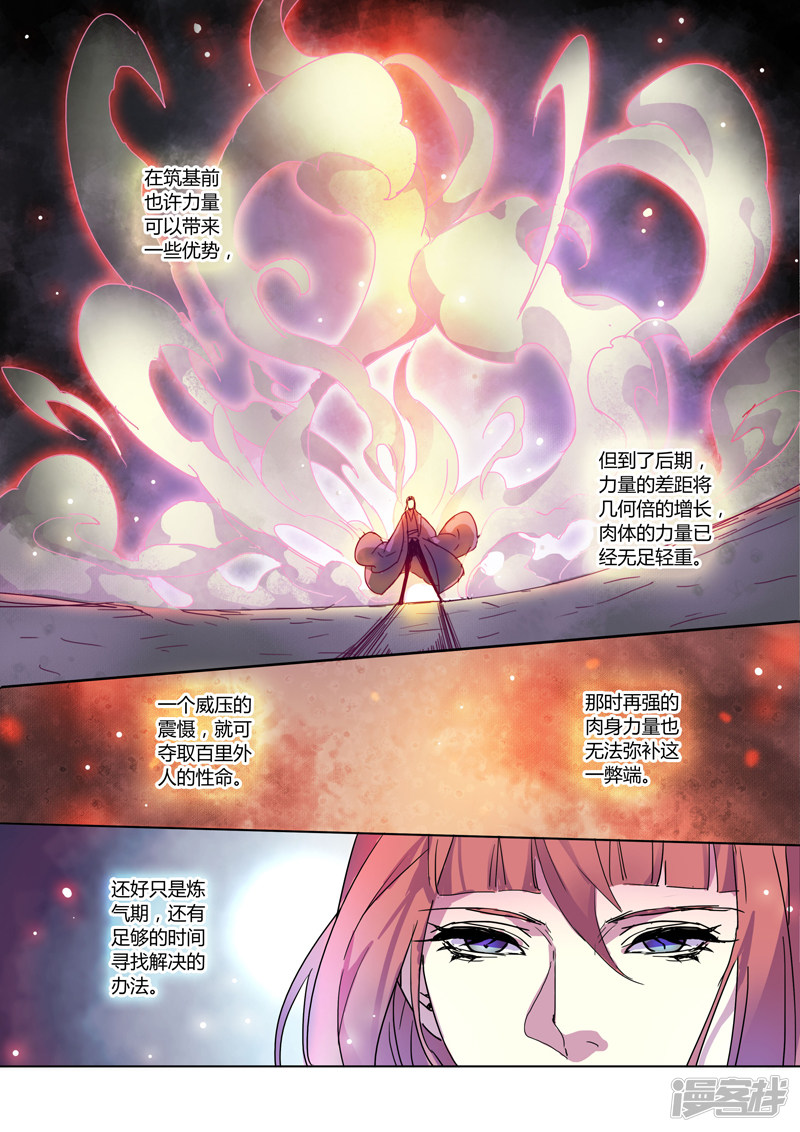 在筑基前
也许力量
可以带来
一些优势，
但到了后期，
力量的差距将
几何倍的增长，
肉体的力量已
经无足轻重。
一个威压的
震慑，就可
夺取百里外
人的性命。
那时再强的
肉身力量也
无法弥补这
一弊端。
还好只是炼
气期，还有
足够的时间
寻找解决的
办法。
漫客栈